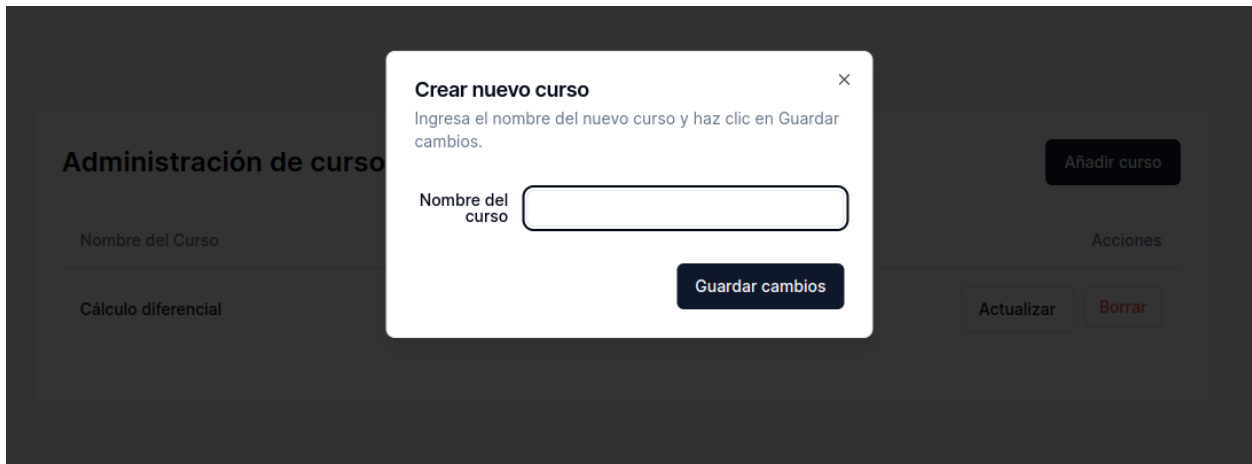 Crear nuevo curso
Ingresa el nombre del nuevo curso y haz clic en Guardar
cambios.
Administración de curso
Añadir curso
Nombre del
curso
Nombre del Curso
Acciones
Guardar cambios
Cálculo diferencial
Actualizar
Borrar